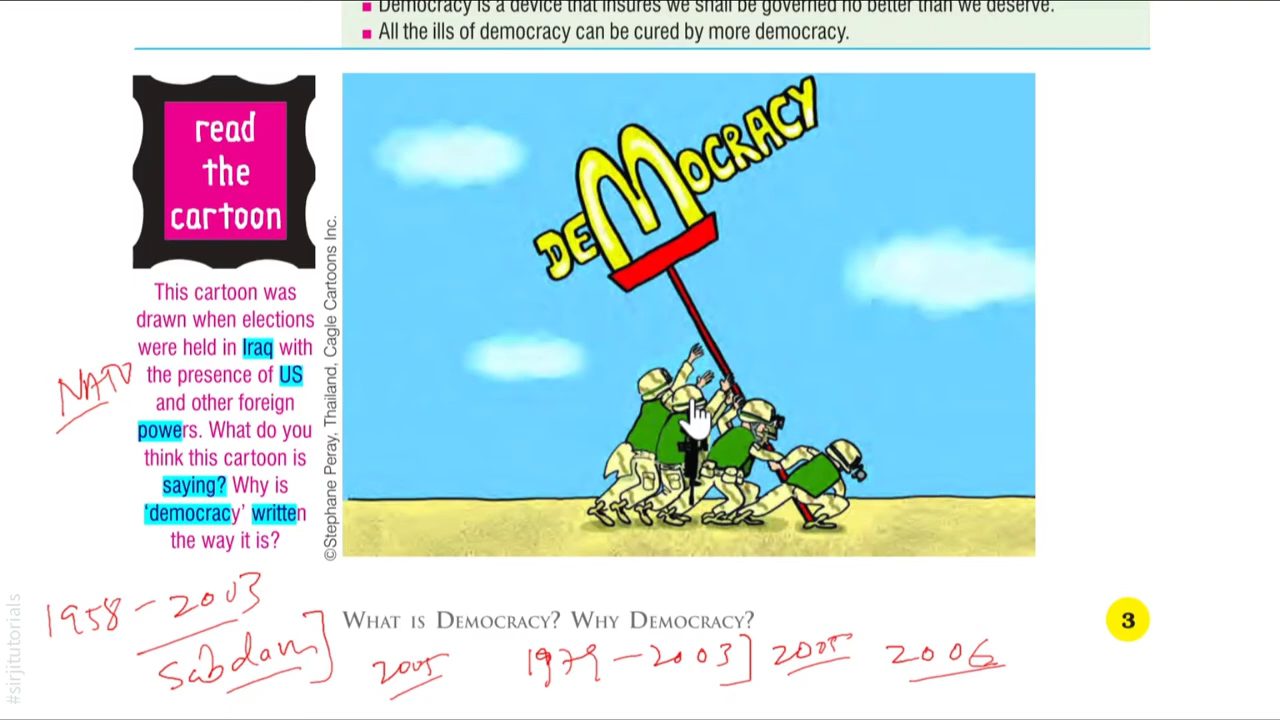 ■ Democracy is a device that insures we shall be governed no better than we deserve.
■ All the ills of democracy can be cured by more democracy.
read
the
cartoon
This cartoon was
drawn when elections
were held in Iraq with
the presence of US
and other foreign
powers. What do you
think this cartoon is
saying? Why is
‘democracy’ written
the way it is?
NATO
©Stephane Peray, Thailand, Cagle Cartoons Inc.
DEMOCRACY
WHAT IS DEMOCRACY? WHY DEMOCRACY?
3
1958 - 2003
Saddam]
2005
1979 - 2003] 2005 2006
#sirjitutorials